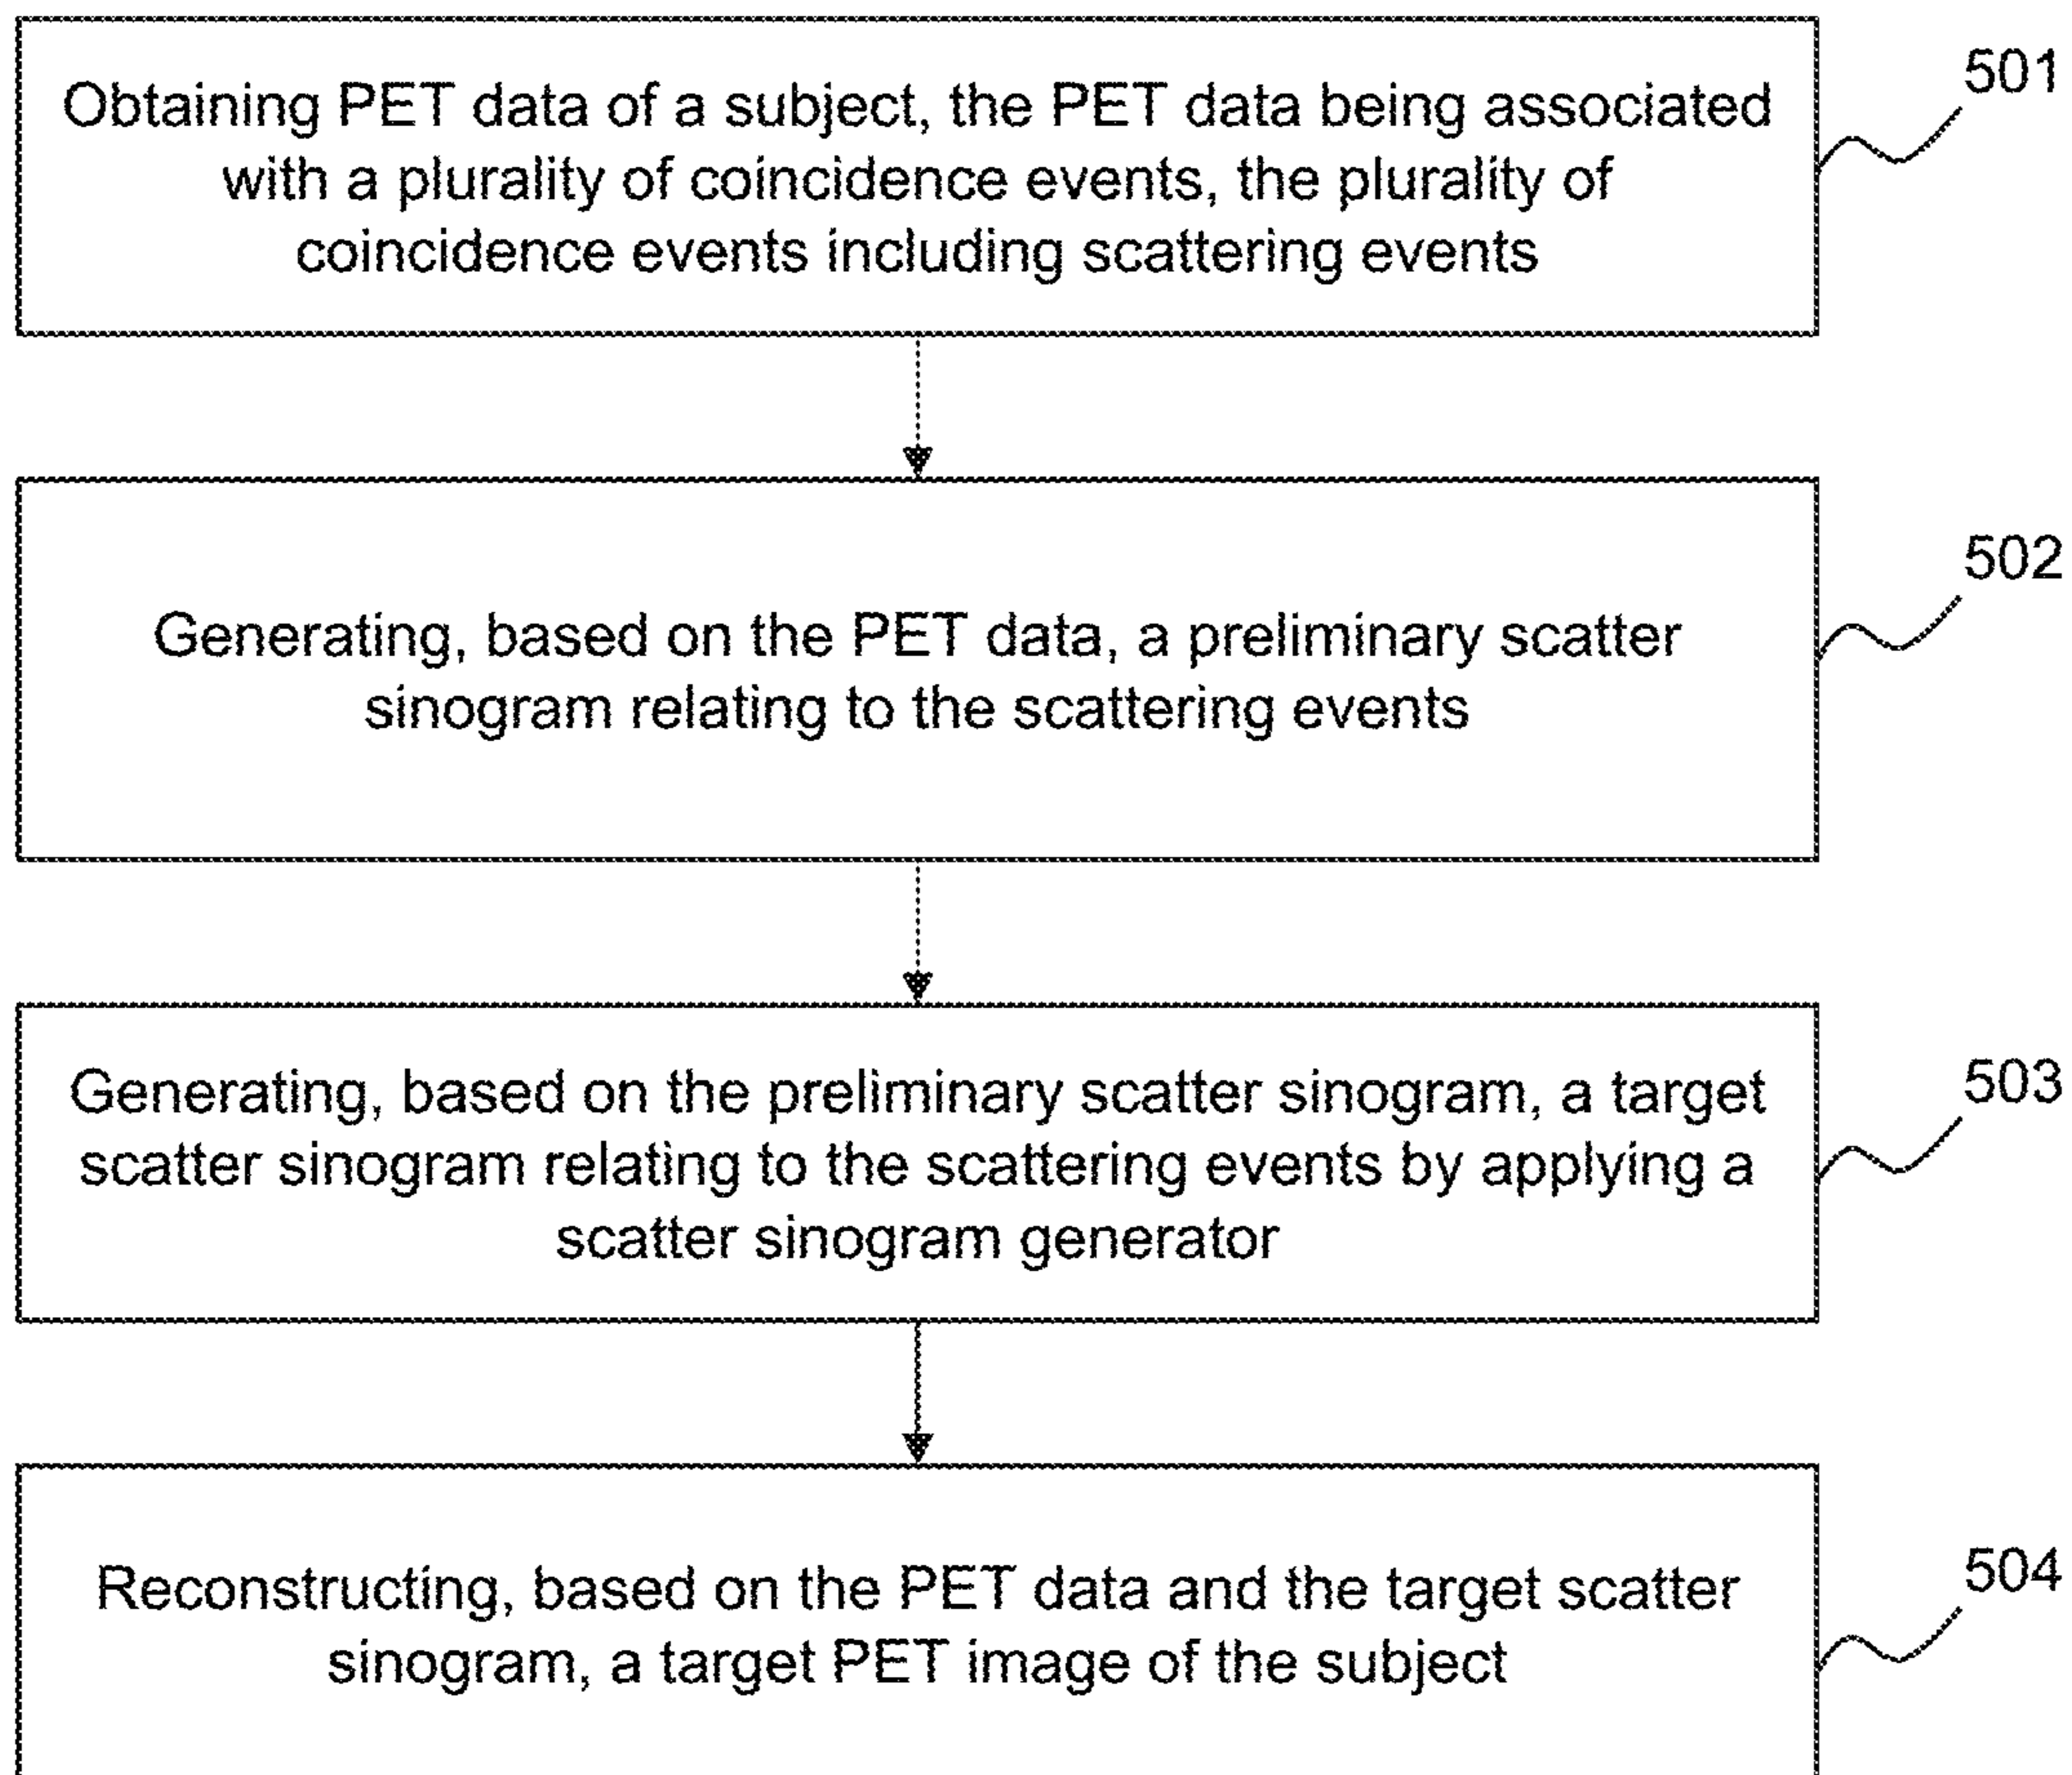 Obtaining PET data of a subject, the PET data being associated
with a plurality of coincidence events, the plurality of
coincidence events including scattering events
501
Generating, based on the PET data, a preliminary scatter
sinogram relating to the scattering events
502
Generating, based on the preliminary scatter sinogram, a target
scatter sinogram relating to the scattering events by applying a
scatter sinogram generator
503
Reconstructing, based on the PET data and the target scatter
sinogram, a target PET image of the subject
504